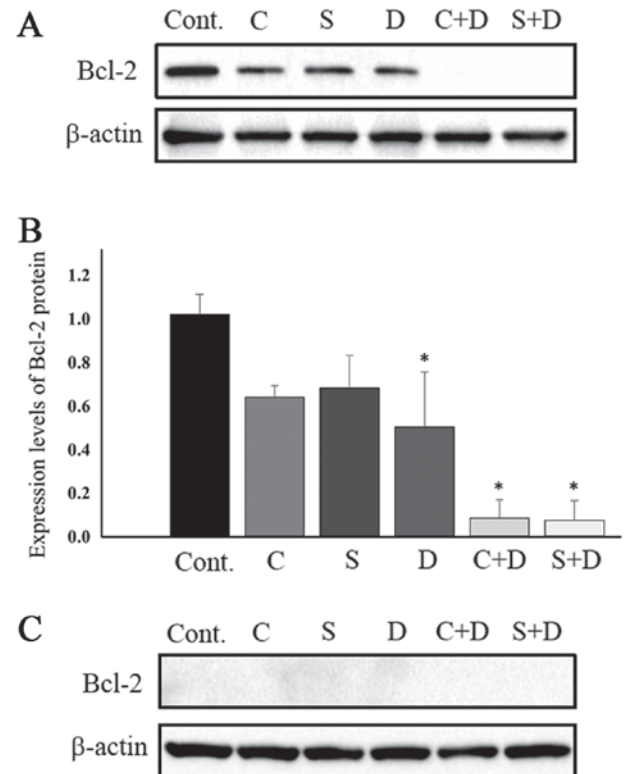 A
Cont. C S D C+D S+D
Bcl-2
β-actin
B
Expression levels of Bcl-2 protein
1.2
1.0
0.8
0.6
0.4
0.2
0.0
*
* *
Cont. C S D C+D S+D
C
Cont. C S D C+D S+D
Bcl-2
β-actin